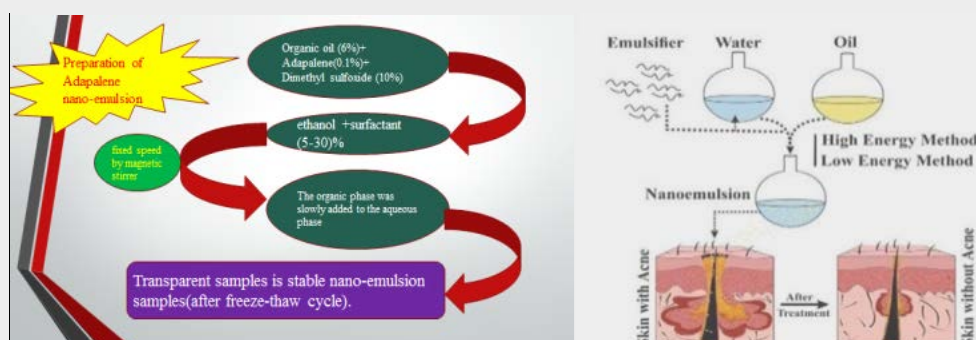 Preparation of
Adapalene
nano-emulsion
Organic oil (6%)+
Adapalene(0.1%)+
Dimethyl sulfoxide (10%)
ethanol +surfactant
(5-30)%
fixed speed
by magnetic
stirrer
The organic phase was
slowly added to the aqueous
phase
Transparent samples is stable nano-emulsion
samples(after freeze-thaw cycle).
Emulsifier
Water
Oil
High Energy Method
Low Energy Method
Nanoemulsion
Skin with Acne
After
Treatment
Skin without Acne